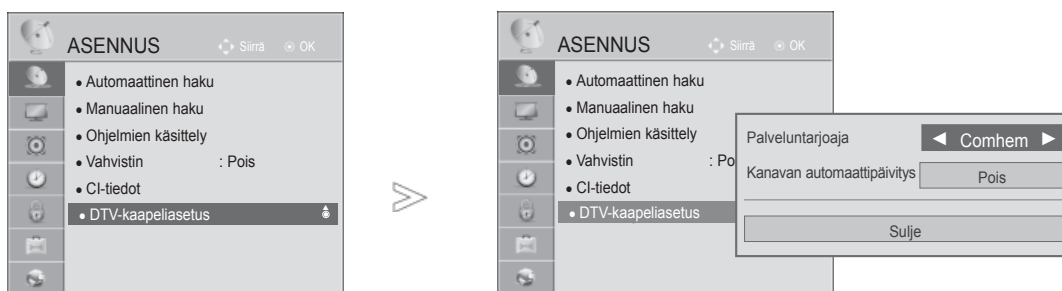 ASENNUS
Siirrä
OK
• Automaattinen haku
• Manuaalinen haku
• Ohjelmien käsittely
• Vahvistin : Pois
• CI-tiedot
• DTV-kaapeliasetus
ASENNUS
Siirrä
OK
• Automaattinen haku
• Manuaalinen haku
• Ohjelmien käsittely
• Vahvistin : Po
• CI-tiedot
• DTV-kaapeliasetus
Palveluntarjoaja ◄ Comhem ►
Kanavan automaattipäivitys Pois
Sulje